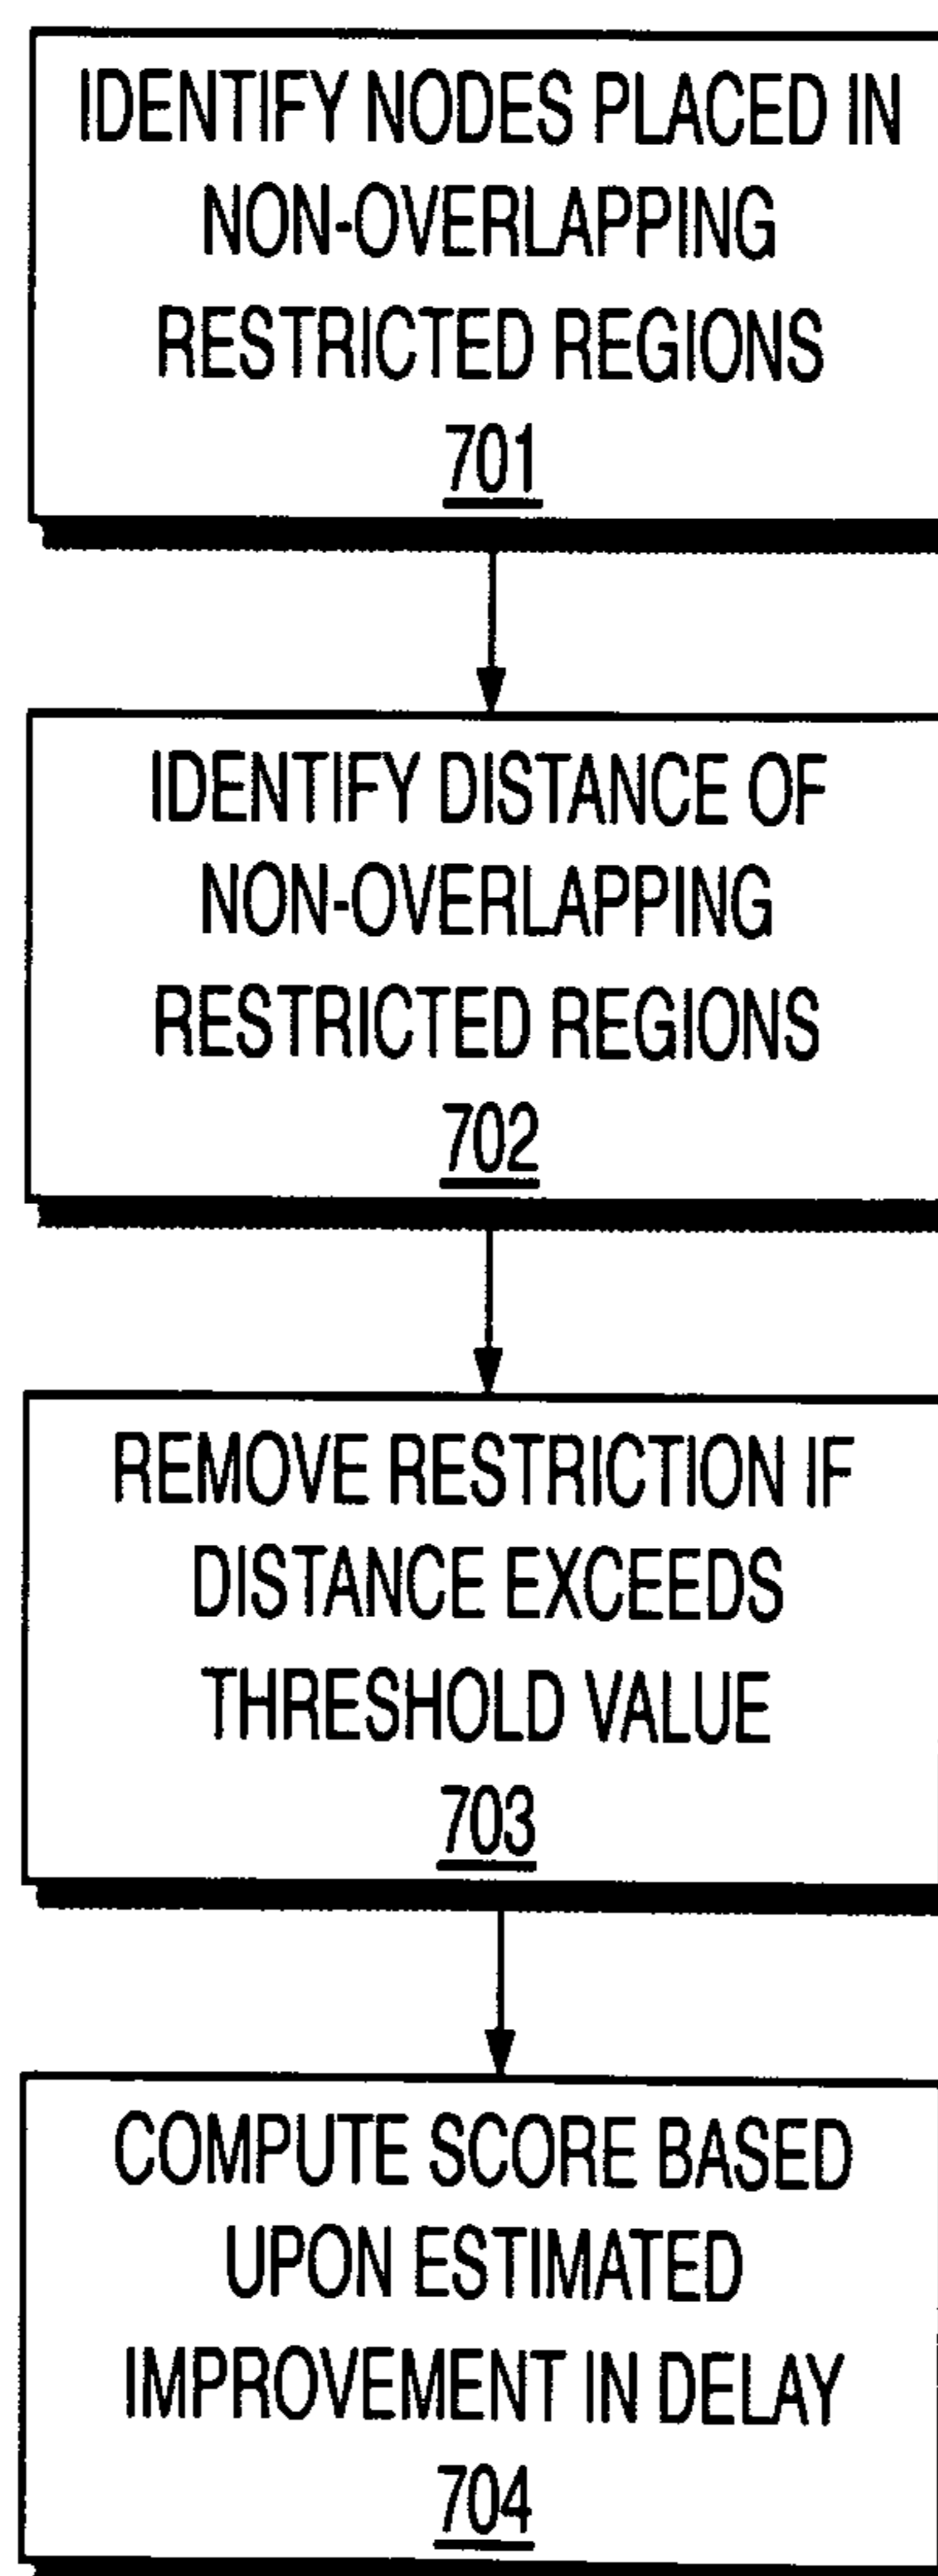 IDENTIFY NODES PLACED IN
NON-OVERLAPPING
RESTRICTED REGIONS
701
IDENTIFY DISTANCE OF
NON-OVERLAPPING
RESTRICTED REGIONS
702
REMOVE RESTRICTION IF
DISTANCE EXCEEDS
THRESHOLD VALUE
703
COMPUTE SCORE BASED
UPON ESTIMATED
IMPROVEMENT IN DELAY
704